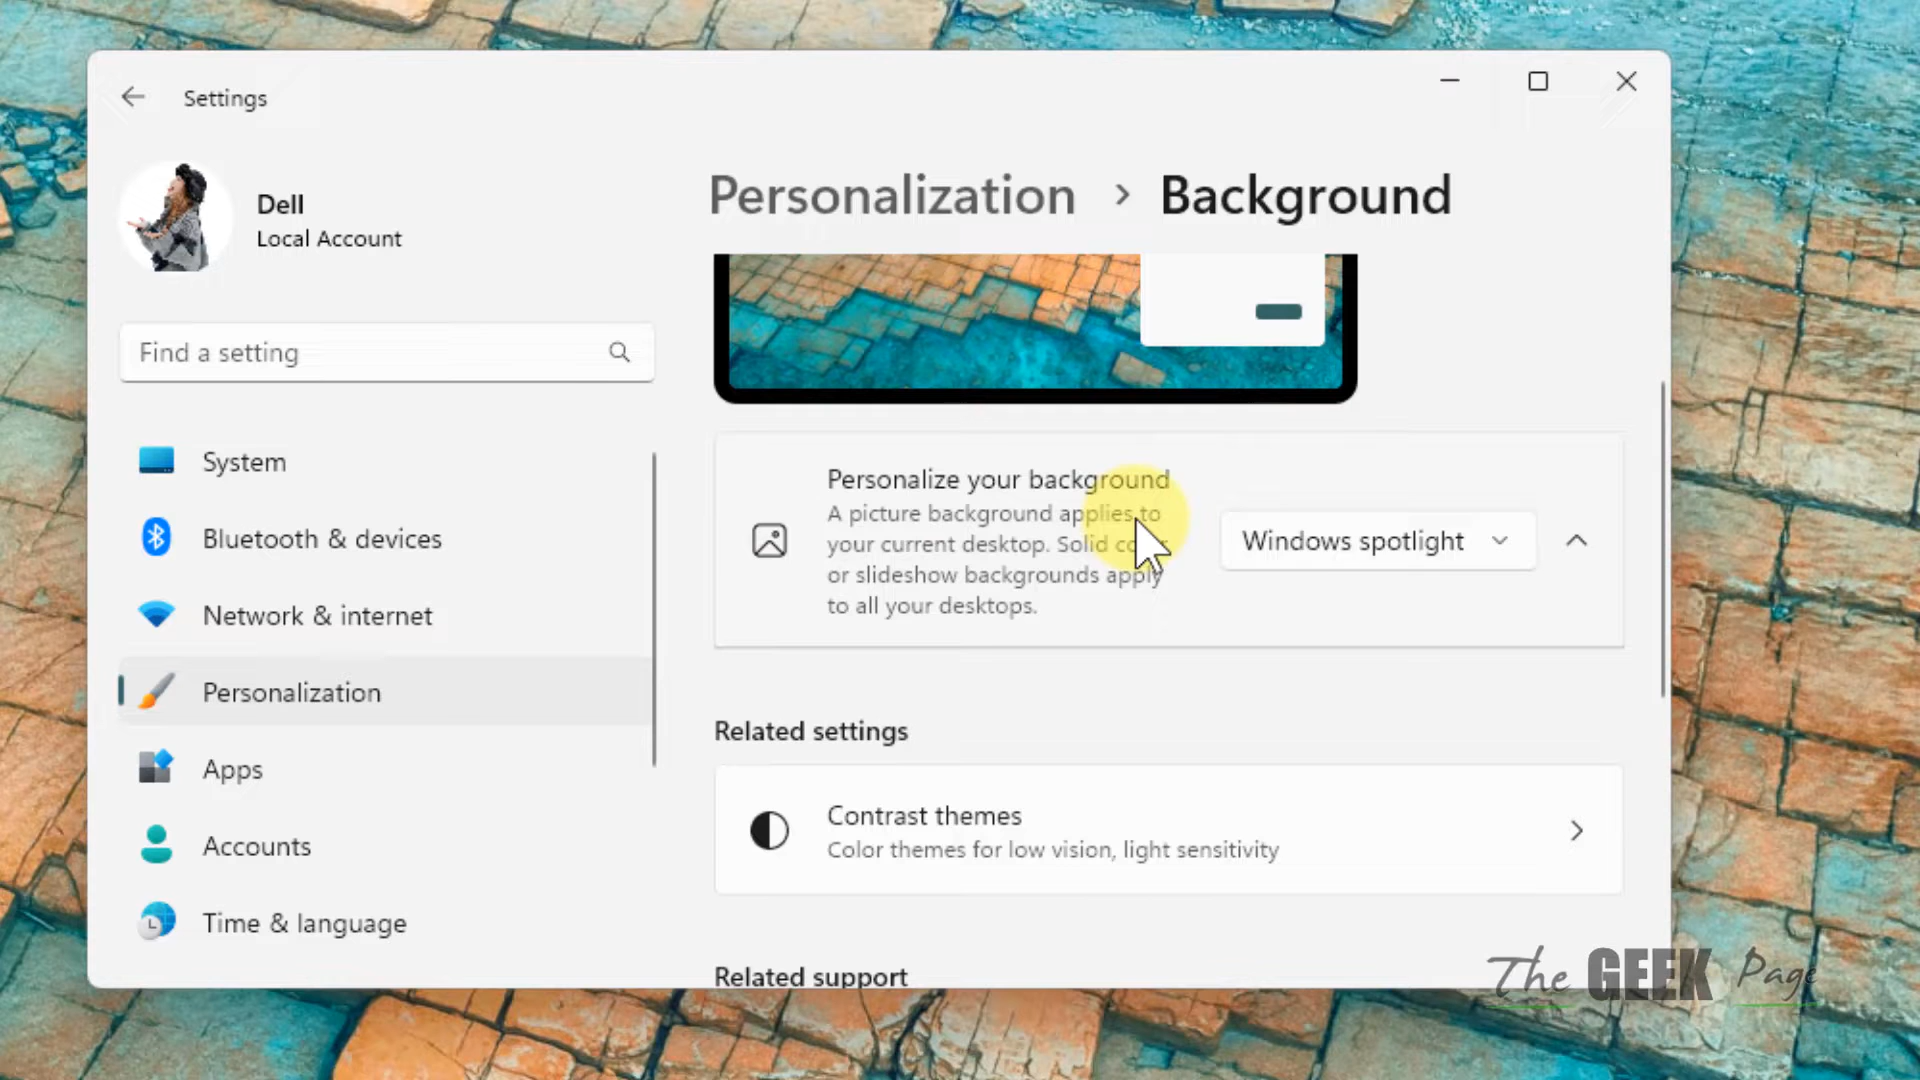 Settings
Dell
Local Account
Find a setting
System
Bluetooth & devices
Network & internet
Personalization
Apps
Accounts
Time & language
Personalization > Background
Personalize your background
A picture background applies to
your current desktop. Solid
or slideshow backgrounds apply
to all your desktops.
Windows spotlight
Related settings
Contrast themes
Color themes for low vision, light sensitivity
Related support
The GEEK Page